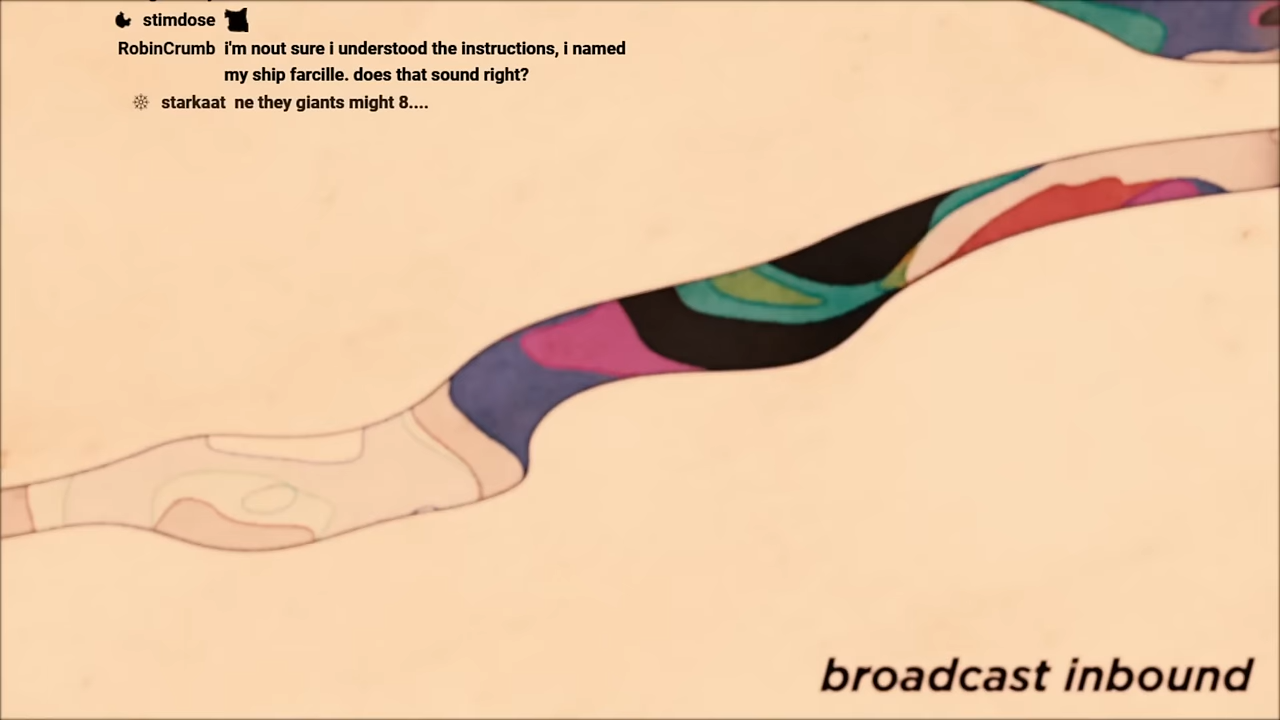 stimdose
RobinCrumb i'm nout sure i understood the instructions, i named
my ship farcille. does that sound right?
starkaat ne they giants might 8....
broadcast inbound